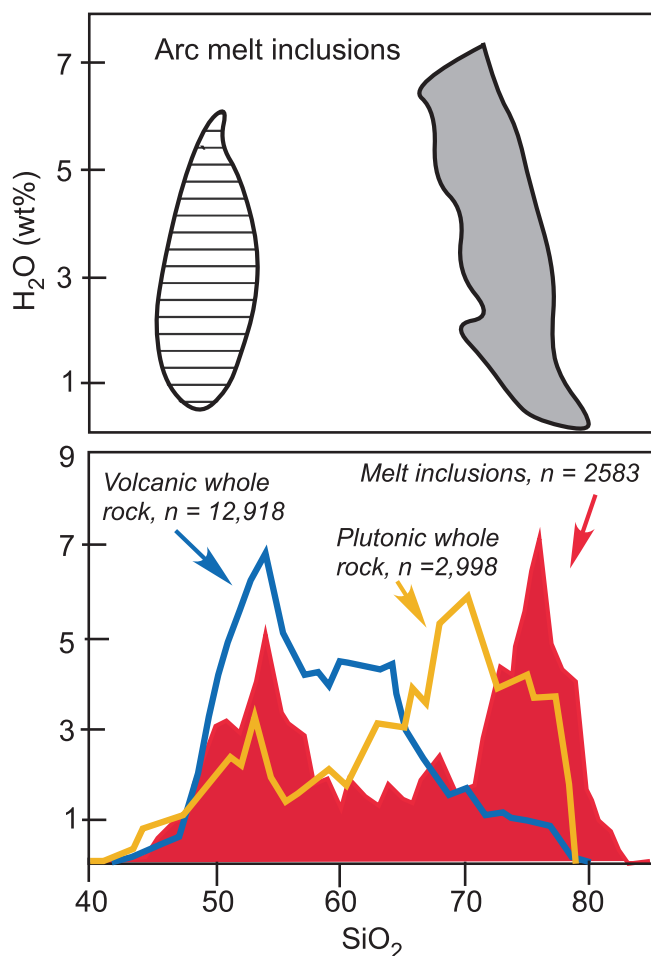 Arc melt inclusions
H₂O (wt%)
7
5
3
1
9
7
5
3
1
Volcanic whole
rock, n = 12,918
Melt inclusions, n = 2583
Plutonic whole
rock, n =2,998
40
50
60
70
80
SiO₂